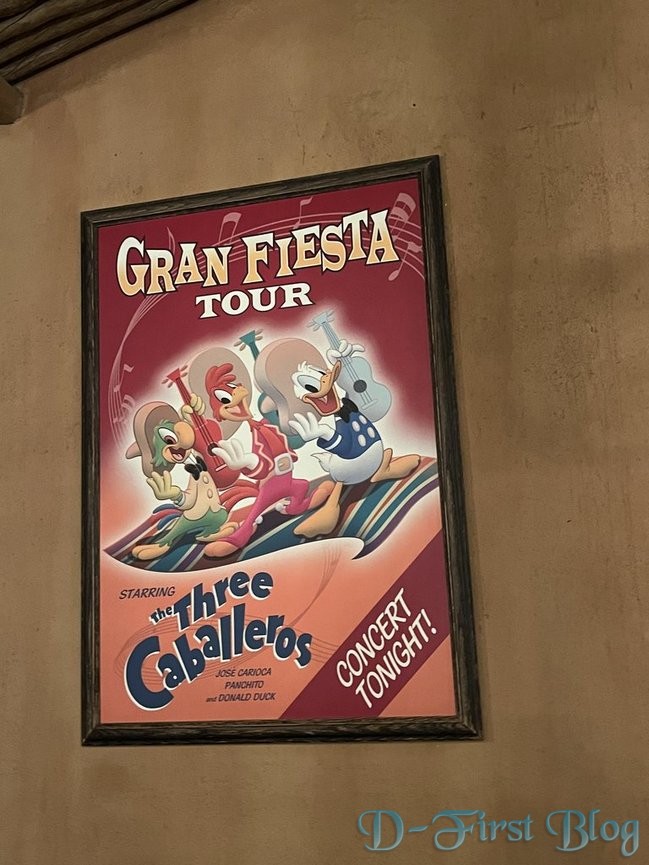 GRAN FIESTA
TOUR
STARRING
The Three
Caballeros
JOSÉ CARIOCA
PANCHITO
and DONALD DUCK
CONCERT
TONIGHT!
D-First Blog